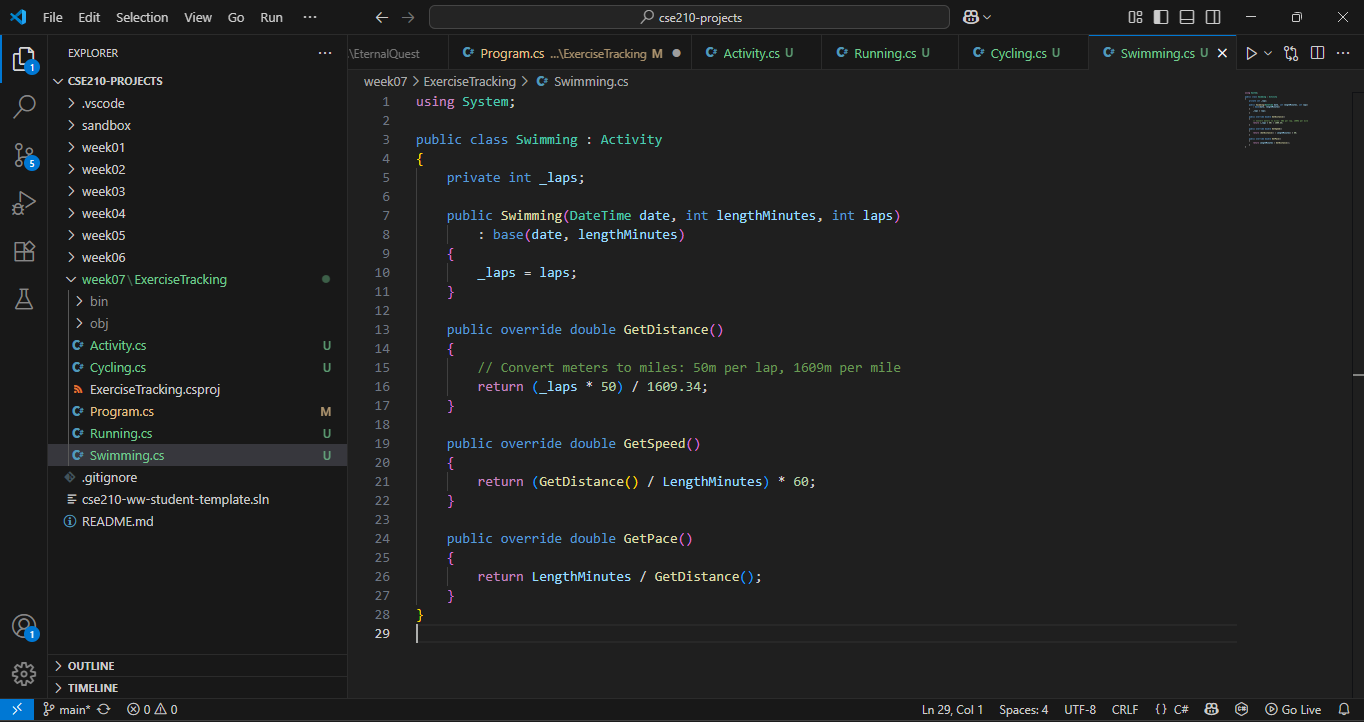 File Edit Selection View Go Run ···
cse210-projects
EXPLORER ···
CSE210-PROJECTS
.vscode
sandbox
week01
week02
week03
week04
week05
week06
week07\ExerciseTracking
bin
obj
Activity.cs U
Cycling.cs U
ExerciseTracking.csproj
Program.cs M
Running.cs U
Swimming.cs U
.gitignore
cse210-ww-student-template.sln
README.md
OUTLINE
TIMELINE
1
5
1
.\EternalQuest Program.cs ...\ExerciseTracking M Activity.cs U Running.cs U Cycling.cs U Swimming.cs U
week07 > ExerciseTracking > Swimming.cs
1 using System;
2
3 public class Swimming : Activity
4 {
5     private int _laps;
6
7     public Swimming(DateTime date, int lengthMinutes, int laps)
8         : base(date, lengthMinutes)
9     {
10         _laps = laps;
11     }
12
13     public override double GetDistance()
14     {
15         // Convert meters to miles: 50m per lap, 1609m per mile
16         return (_laps * 50) / 1609.34;
17     }
18
19     public override double GetSpeed()
20     {
21         return (GetDistance() / LengthMinutes) * 60;
22     }
23
24     public override double GetPace()
25     {
26         return LengthMinutes / GetDistance();
27     }
28 }
29
main* 0 0 Ln 29, Col 1 Spaces: 4 UTF-8 CRLF {} C# Go Live